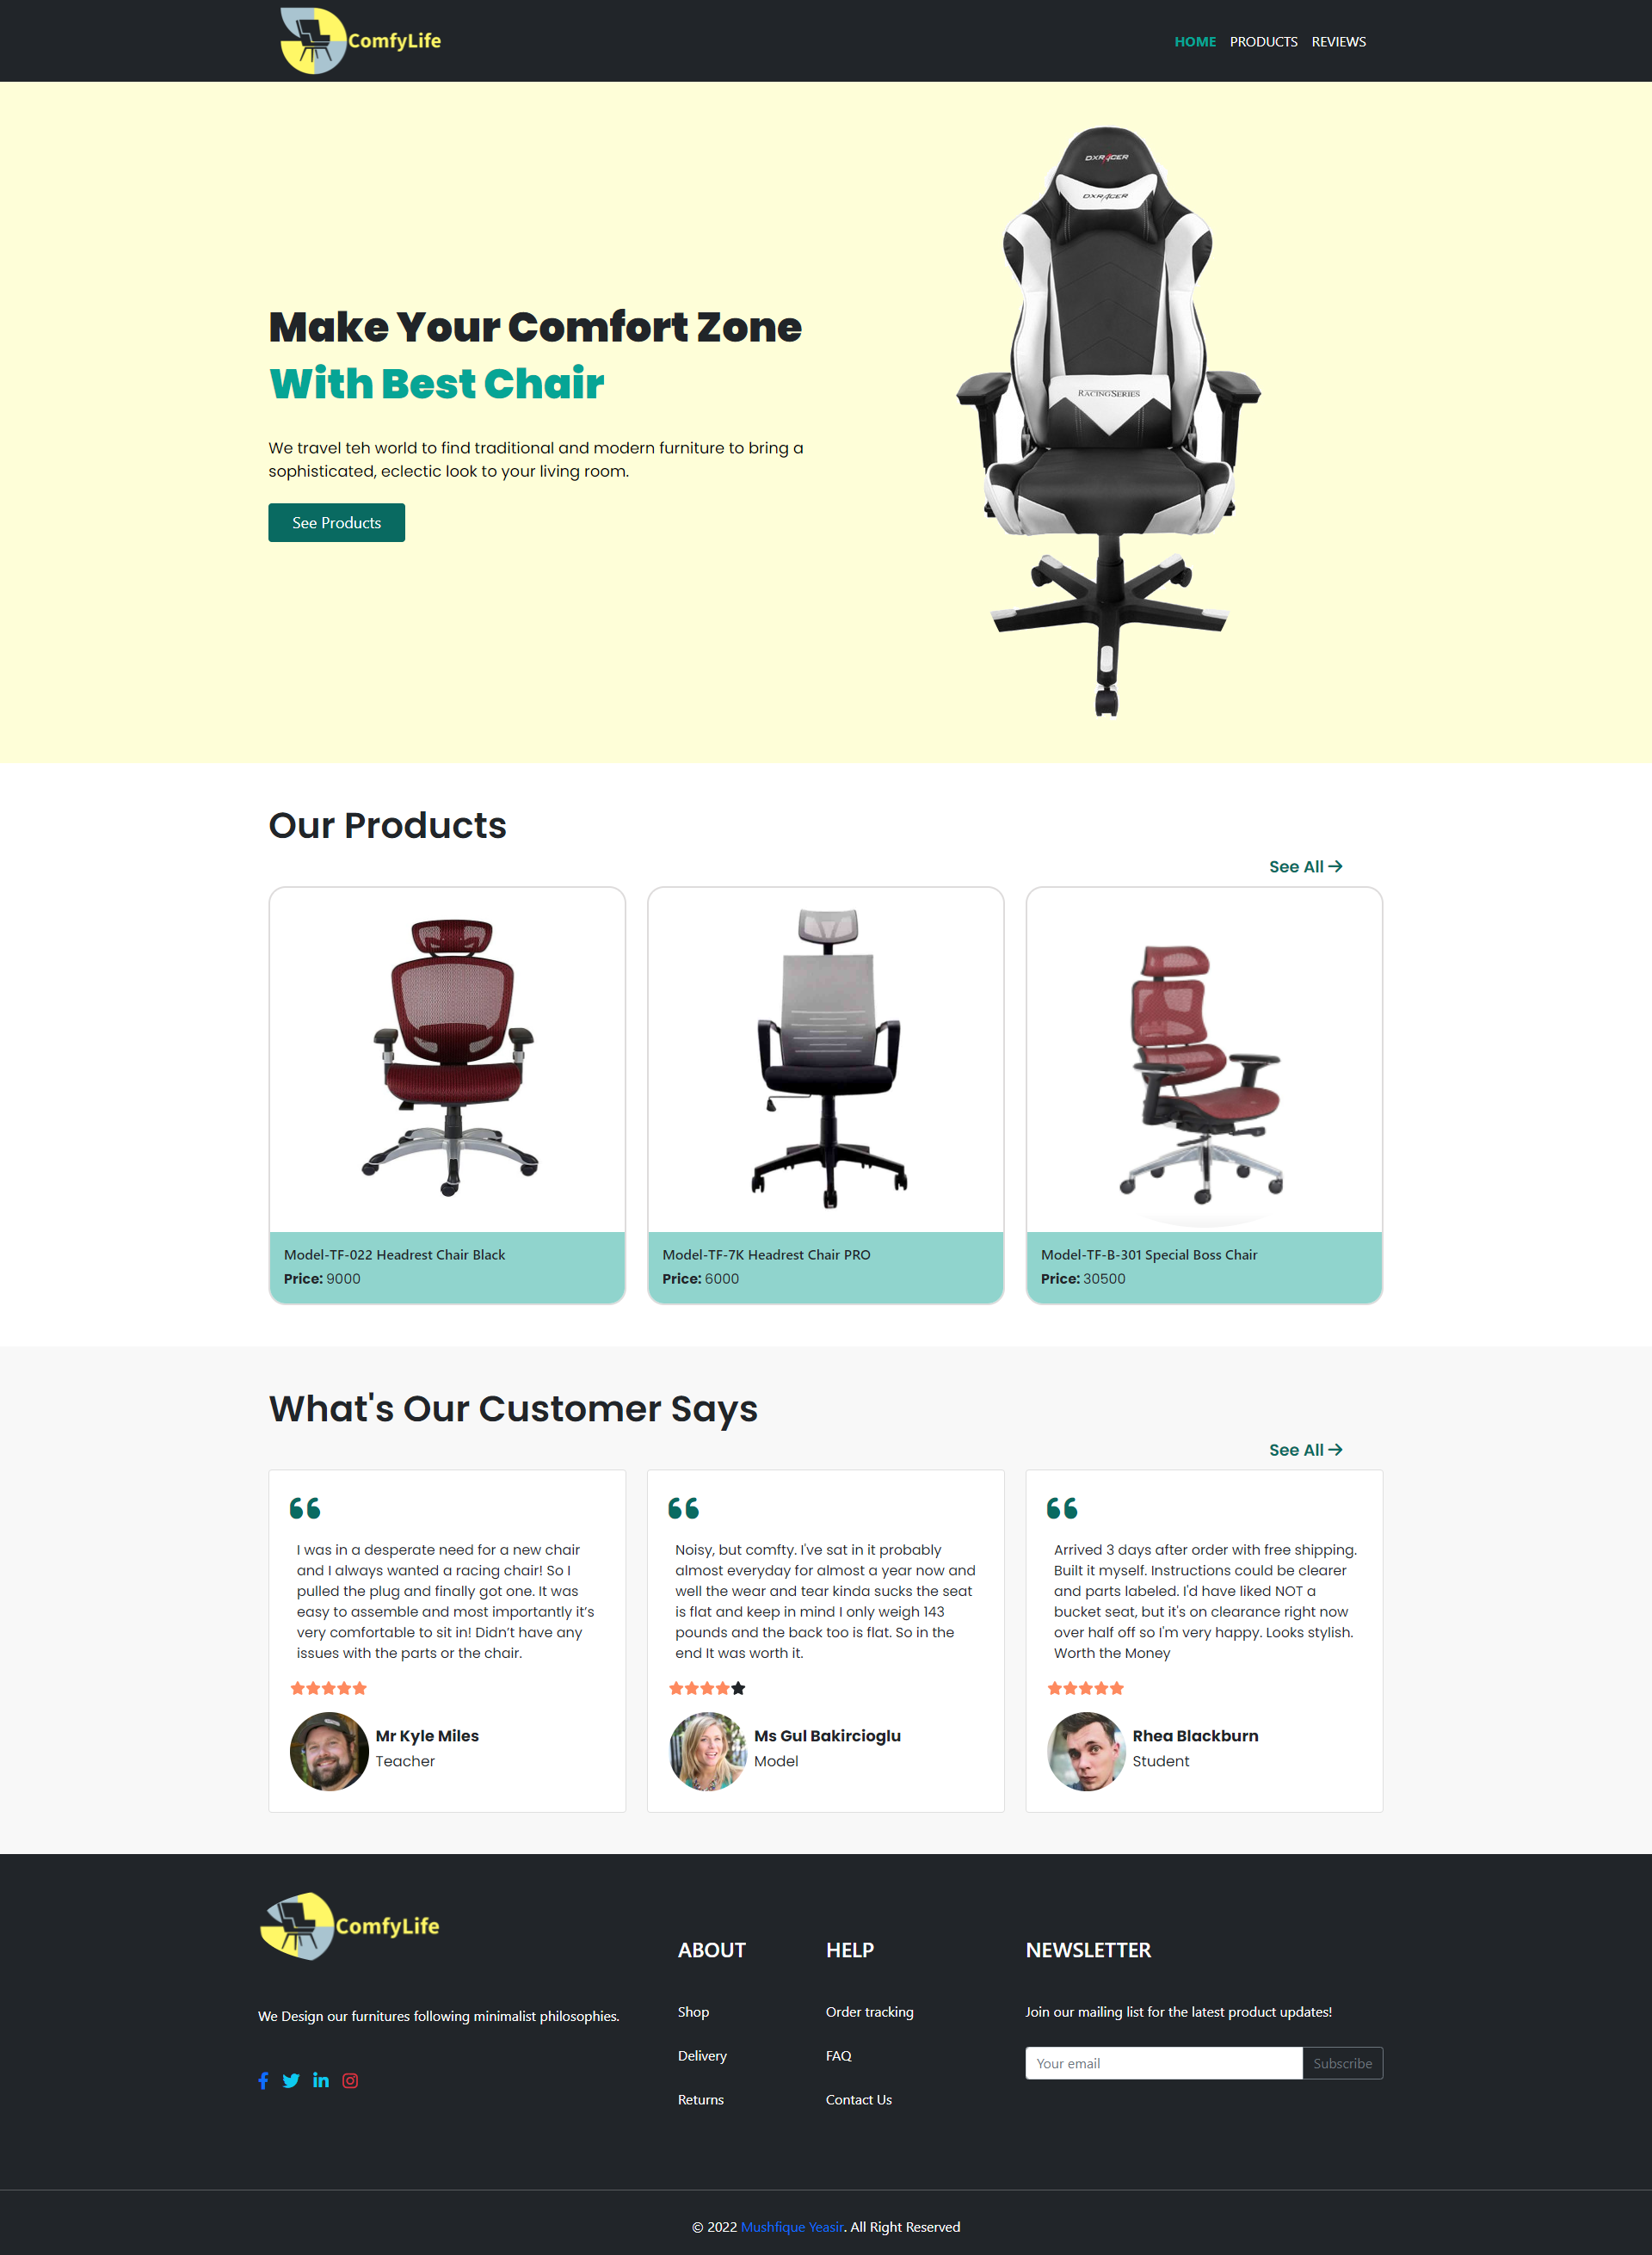 ComfyLife
HOME PRODUCTS REVIEWS
DXRACER
DXRACER
RACINGSERIES
Make Your Comfort Zone
With Best Chair
We travel teh world to find traditional and modern furniture to bring a
sophisticated, eclectic look to your living room.
See Products
Our Products
See All
Model-TF-022 Headrest Chair Black
Price: 9000
Model-TF-7K Headrest Chair PRO
Price: 6000
Model-TF-B-301 Special Boss Chair
Price: 30500
What's Our Customer Says
See All
I was in a desperate need for a new chair
and I always wanted a racing chair! So I
pulled the plug and finally got one. It was
easy to assemble and most importantly it’s
very comfortable to sit in! Didn’t have any
issues with the parts or the chair.
Mr Kyle Miles
Teacher
Noisy, but comfty. I've sat in it probably
almost everyday for almost a year now and
well the wear and tear kinda sucks the seat
is flat and keep in mind I only weigh 143
pounds and the back too is flat. So in the
end It was worth it.
Ms Gul Bakircioglu
Model
Arrived 3 days after order with free shipping.
Built it myself. Instructions could be clearer
and parts labeled. I'd have liked NOT a
bucket seat, but it's on clearance right now
over half off so I'm very happy. Looks stylish.
Worth the Money
Rhea Blackburn
Student
ComfyLife
We Design our furnitures following minimalist philosophies.
ABOUT
Shop
Delivery
Returns
HELP
Order tracking
FAQ
Contact Us
NEWSLETTER
Join our mailing list for the latest product updates!
Your email
Subscribe
© 2022 Mushfique Yeasir. All Right Reserved